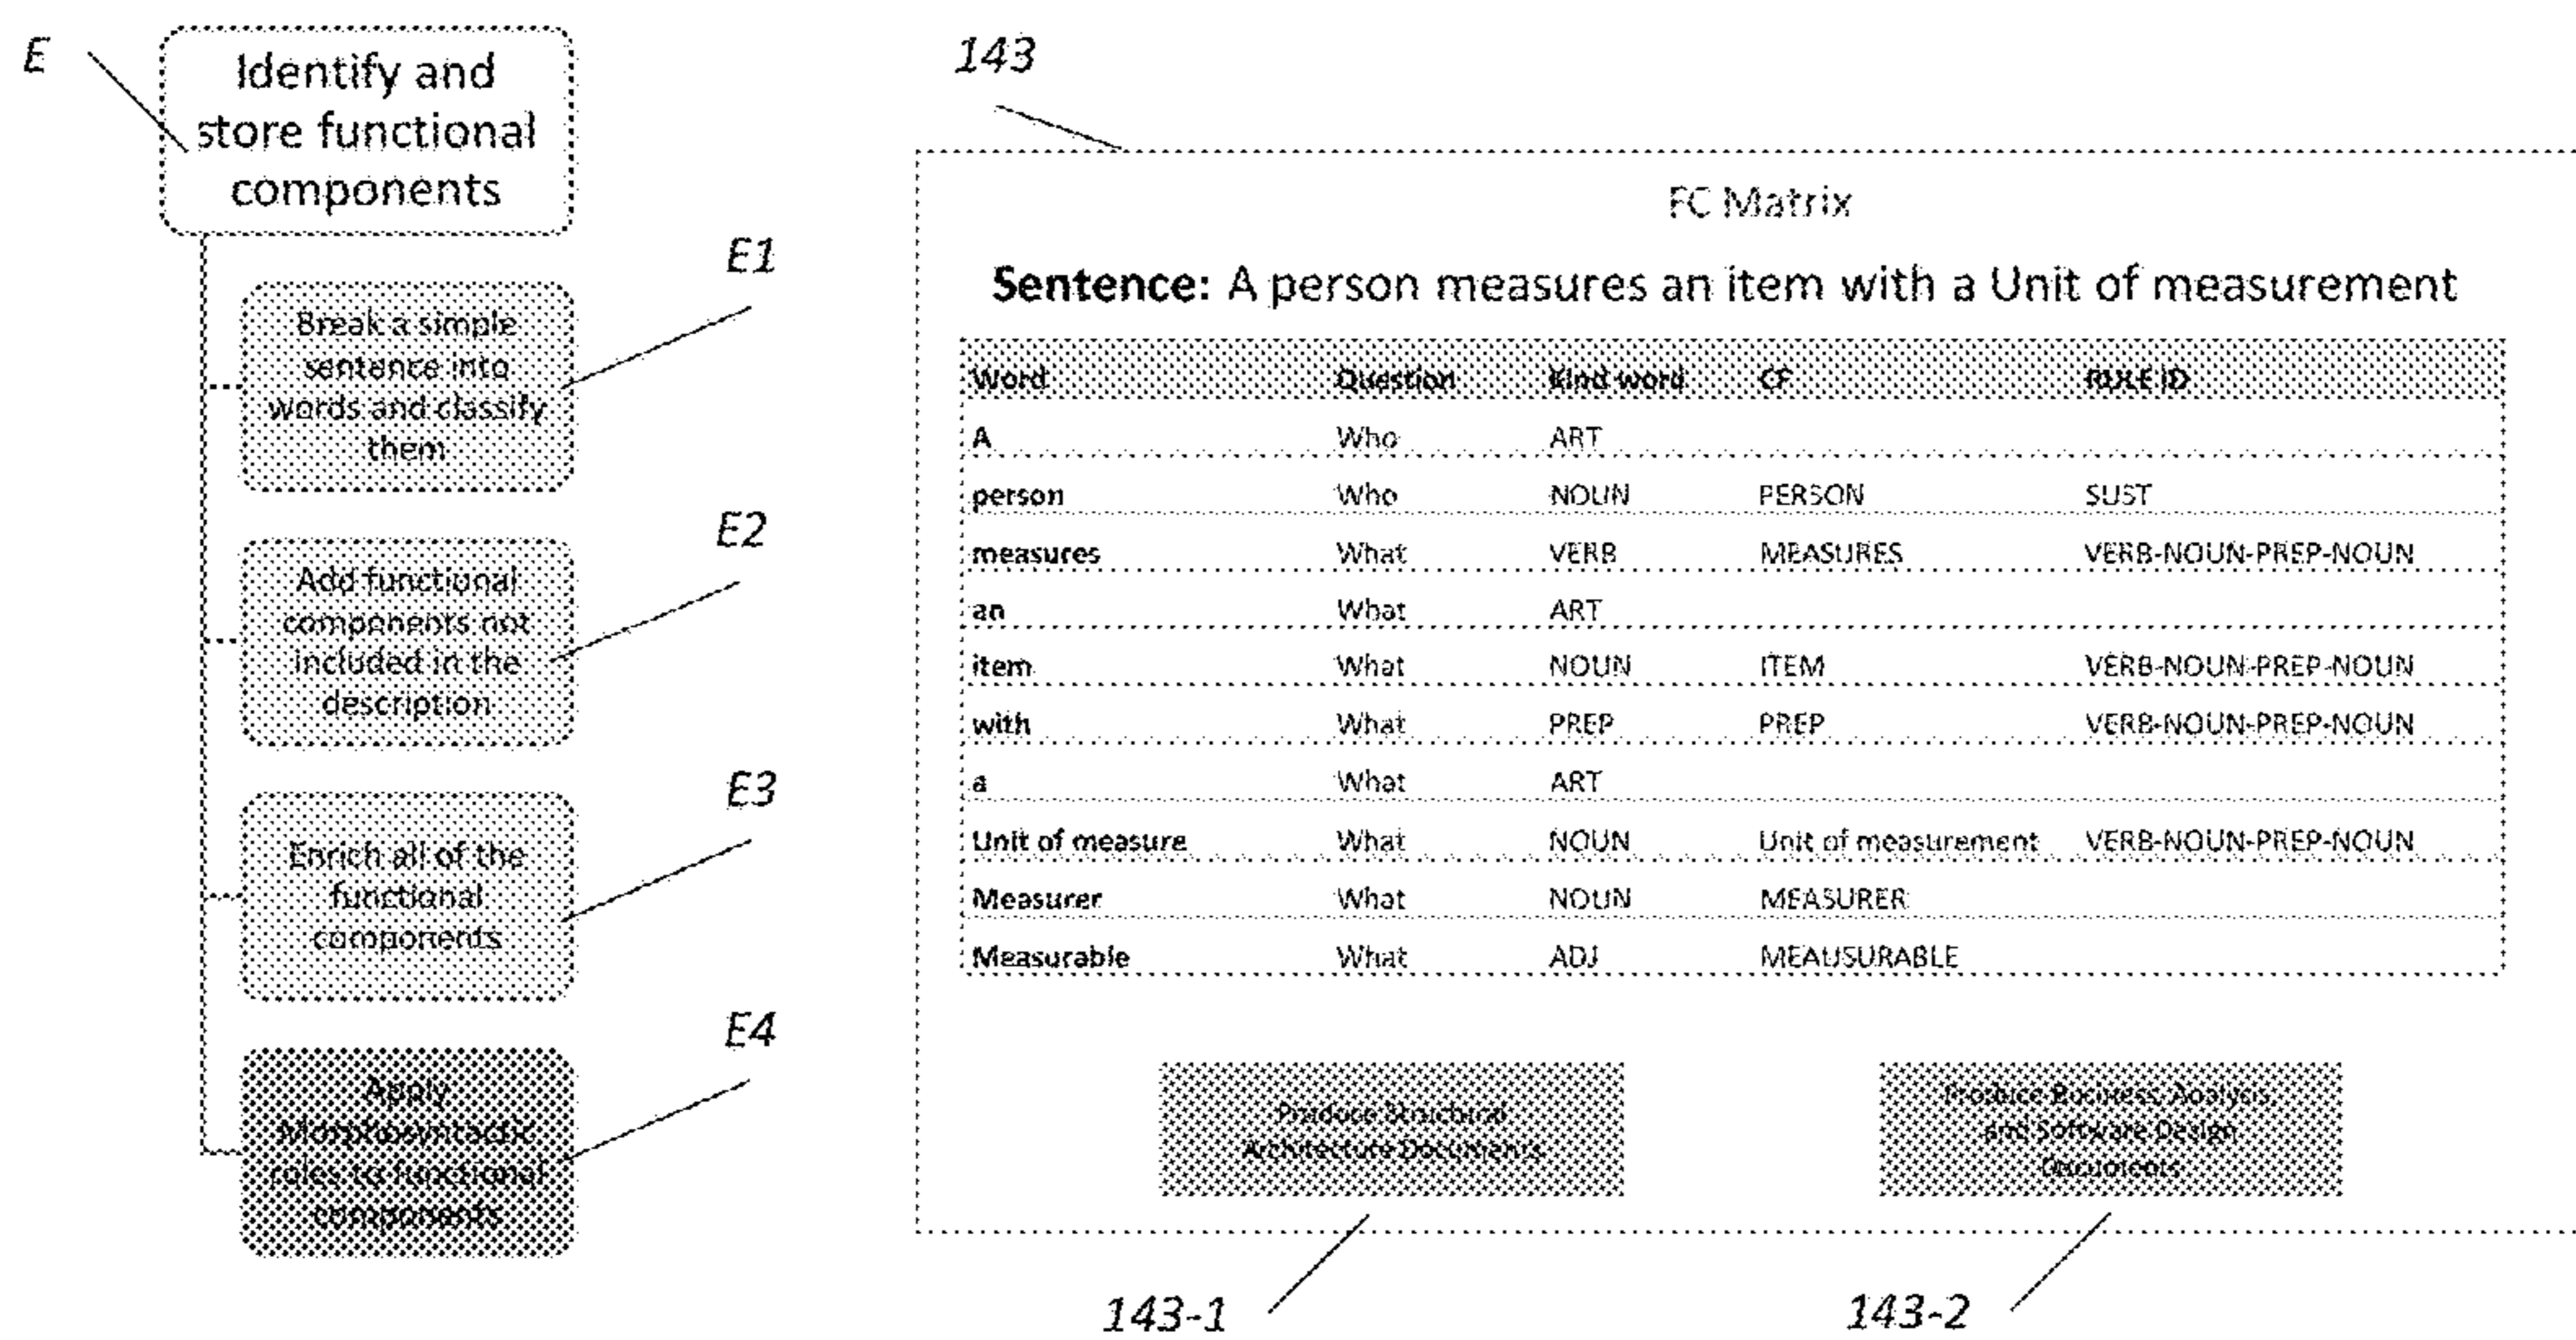 E
Identify and
store functional
components
E1
Break a simple
sentence into
words and classify
them
E2
Add functional
components not
included in the
description
E3
Enrich all of the
functional
components
E4
Apply
Morphosyntactic
rules to functional
components
143
FC Matrix
Sentence: A person measures an item with a Unit of measurement
Word Question Kind word CF RULE ID
A Who ART
person Who NOUN PERSON SUST
measures What VERB MEASURES VERB-NOUN-PREP-NOUN
an What ART
item What NOUN ITEM VERB-NOUN-PREP-NOUN
with What PREP PREP VERB-NOUN-PREP-NOUN
a What ART
Unit of measure What NOUN Unit of measurement VERB-NOUN-PREP-NOUN
Measurer What NOUN MEASURER
Measurable What ADJ MEAUSURABLE
Produce Structural
Architecture Documents
Produce Business, Analysis,
and Software Design
Documents
143-1
143-2